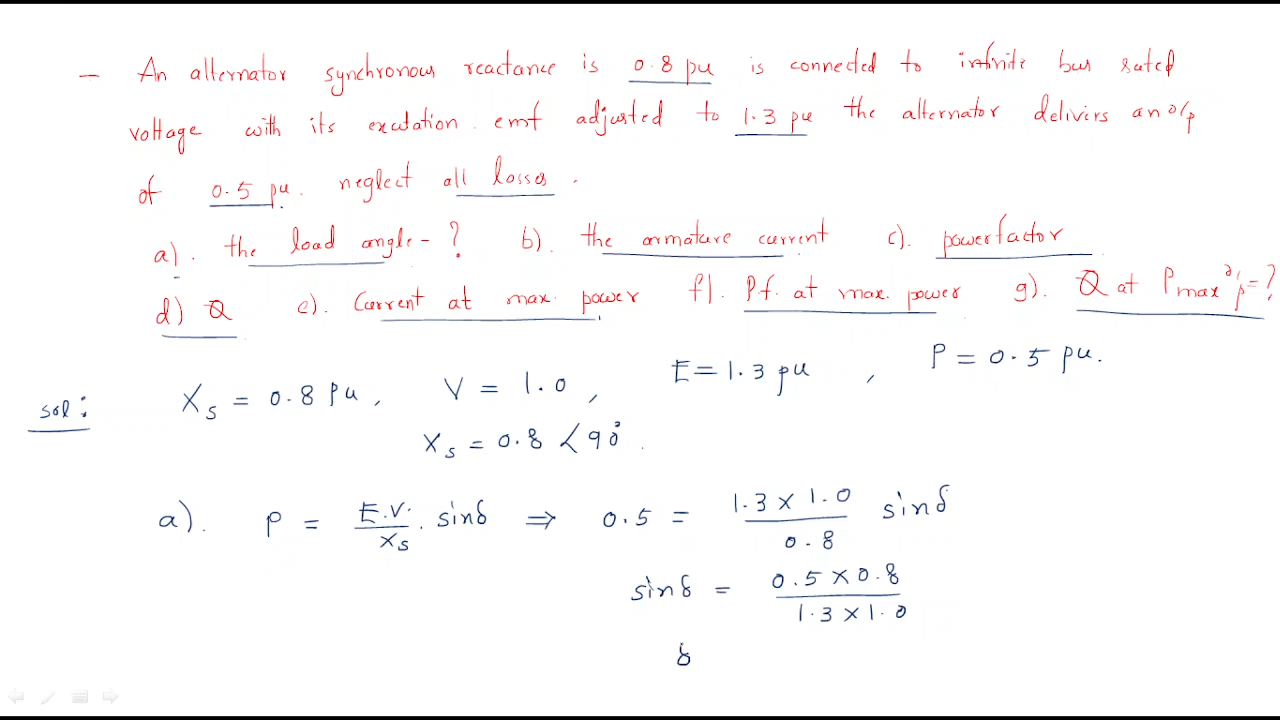 — An alternator synchronous reactance is 0.8 pu is connected to infinite bus rated
voltage with its excitation emf adjusted to 1.3 pu the alternator delivers an o/p
of 0.5 pu. neglect all losses.
a). the load angle - ? b). the armature current c). powerfactor
d) Q e). Current at max. power f). P.f. at max. power g). Q at Pmax o/p = ?
sol: Xs = 0.8 pu, V = 1.0, E = 1.3 pu, P = 0.5 pu.
Xs = 0.8 ∠90°.
a). P = E.V./Xs . sinδ ⇒ 0.5 = 1.3 × 1.0/0.8 sinδ
sinδ = 0.5 × 0.8/1.3 × 1.0
δ